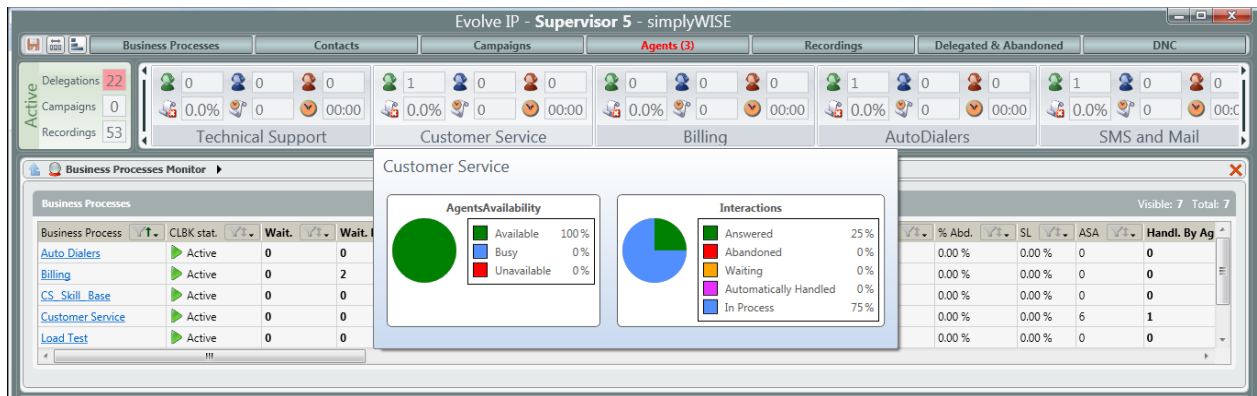 Evolve IP - Supervisor 5 - simplyWISE
Business Processes Contacts Campaigns Agents (3) Recordings Delegated & Abandoned DNC
Active
Delegations 22
Campaigns 0
Recordings 53
0 0 0
0.0% 0 00:00
Technical Support
1 0 0
0.0% 0 00:00
Customer Service
0 0 0
0.0% 0 00:00
Billing
1 0 0
0.0% 0 00:00
AutoDialers
1 0 0
0.0% 0
SMS and Mail
Business Processes Monitor
Customer Service
AgentsAvailability
Available 100%
Busy 0%
Unavailable 0%
Interactions
Answered 25%
Abandoned 0%
Waiting 0%
Automatically Handled 0%
In Process 75%
Business Processes Visible: 7 Total: 7
Business Process CLBK stat. Wait. Wait. % Abd. SL ASA Handl. By Ag
Auto Dialers Active 0 0 0.00 % 0.00 % 0 0
Billing Active 0 2 0.00 % 0.00 % 0 0
CS_Skill_Base Active 0 0 0.00 % 0.00 % 0 0
Customer Service Active 0 0 0.00 % 0.00 % 6 1
Load Test Active 0 0 0.00 % 0.00 % 0 0